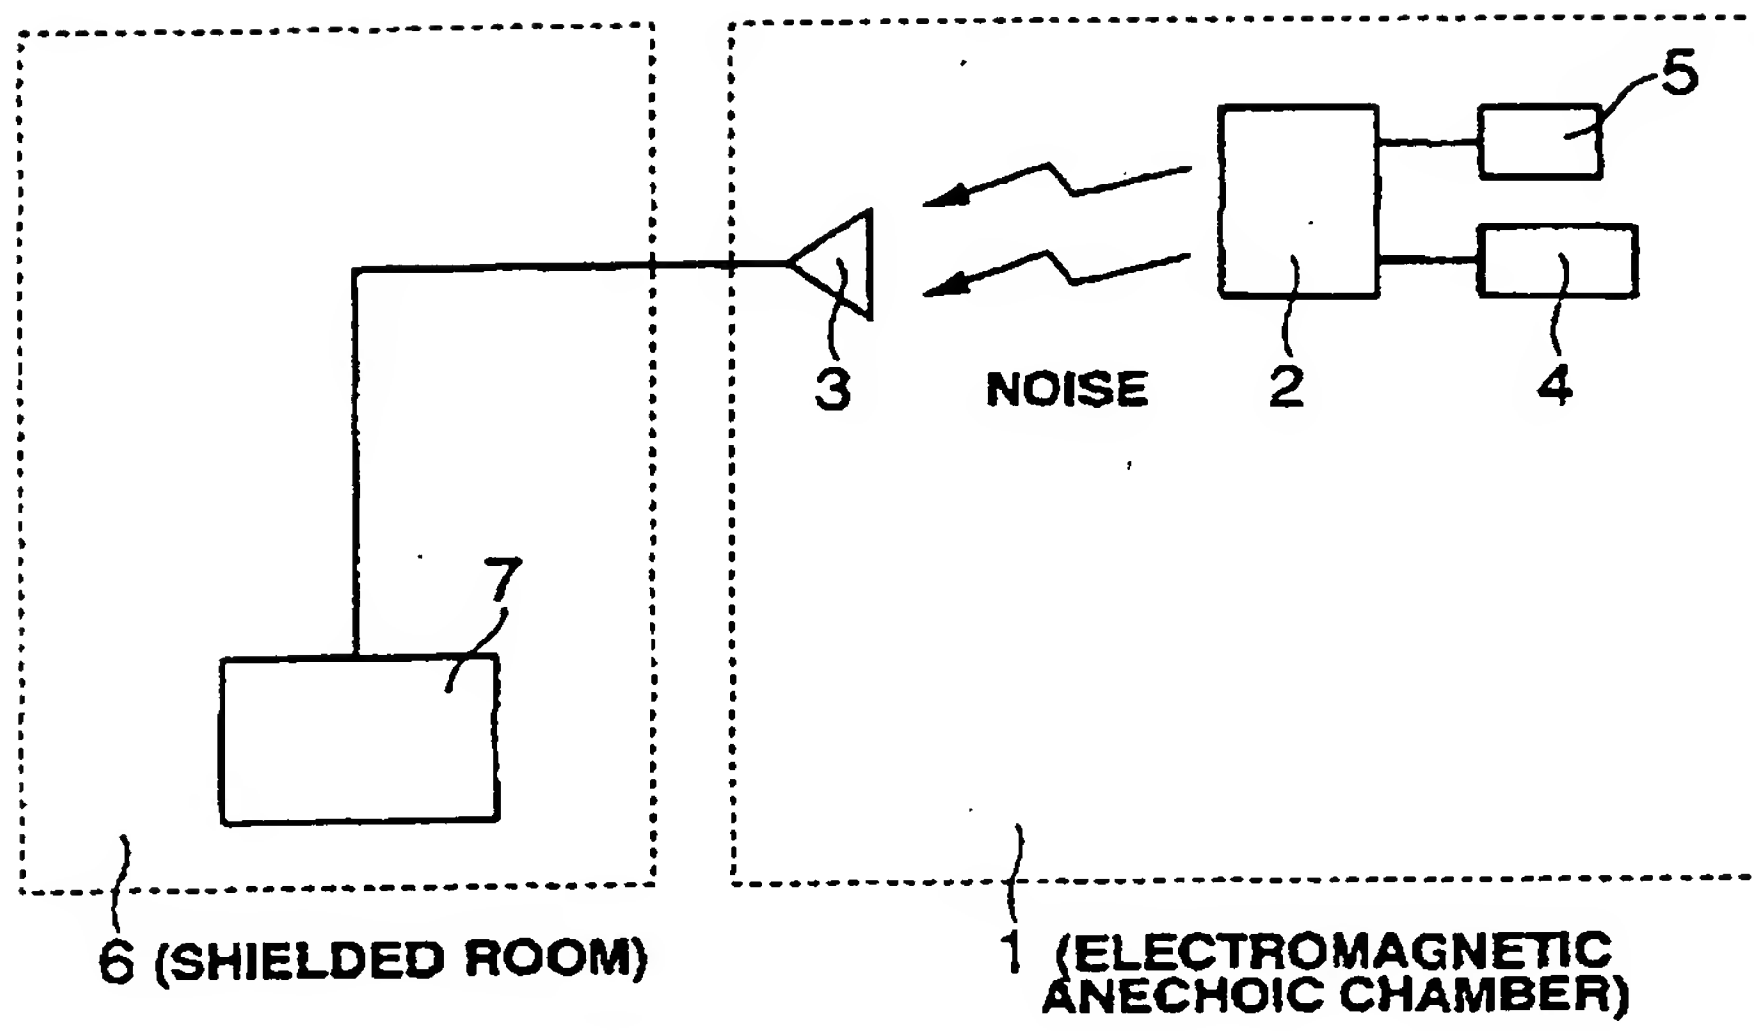 5
3
NOISE
2
4
7
6 (SHIELDED ROOM)
1 (ELECTROMAGNETIC
ANECHOIC CHAMBER)